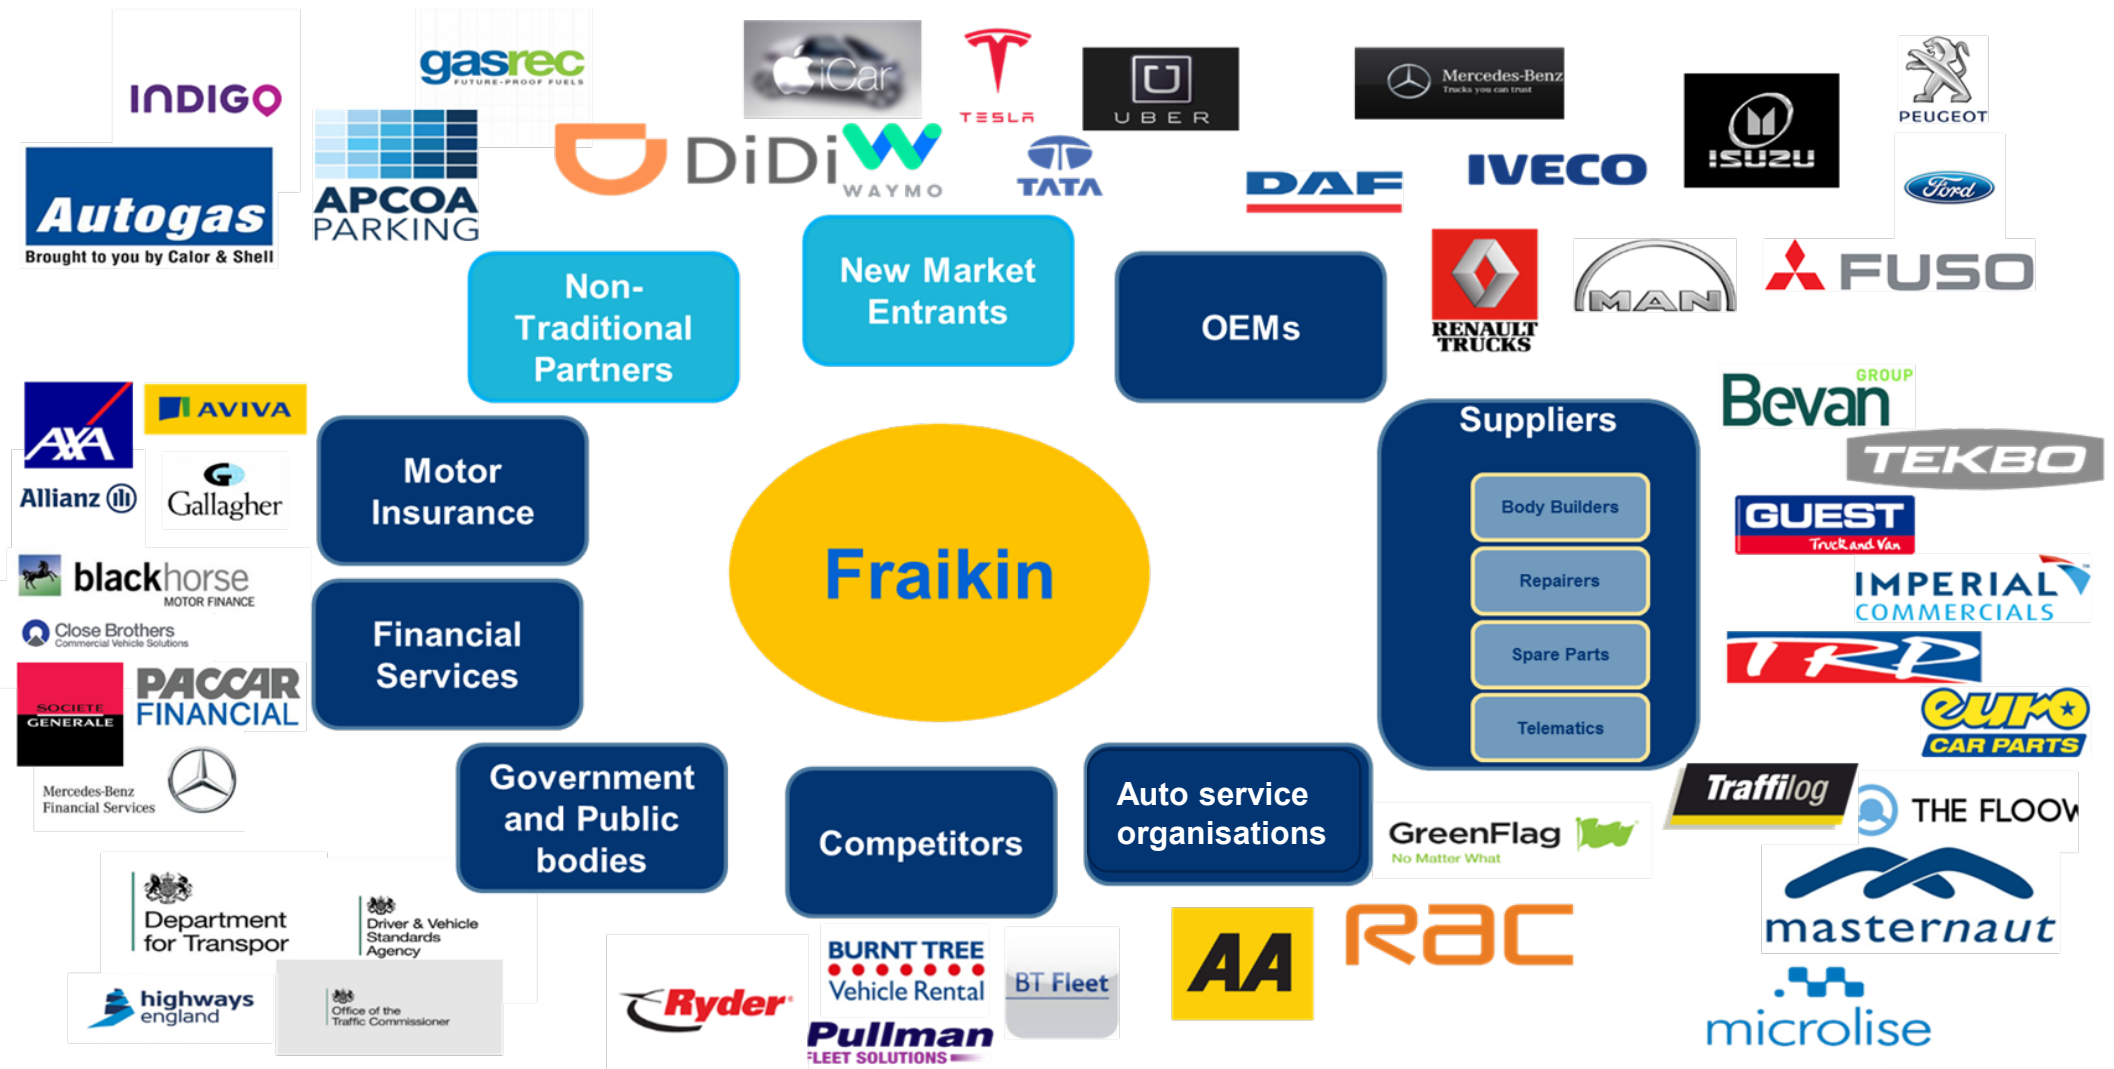 INDIGO
gasrec
FUTURE-PROOF FUELS
Autogas
Brought to you by Calor & Shell
APCOA
PARKING
DiDi
iCar
WAYMO
TESLA
TATA
UBER
Mercedes-Benz
Trucks you can trust
DAF
IVECO
ISUZU
PEUGEOT
Ford
RENAULT
TRUCKS
MAN
FUSO
Non-
Traditional
Partners
New Market
Entrants
OEMs
AXA
AVIVA
Allianz
G
Gallagher
Motor
Insurance
blackhorse
MOTOR FINANCE
Close Brothers
Commercial Vehicle Solutions
SOCIETE
GENERALE
PACCAR
FINANCIAL
Mercedes-Benz
Financial Services
Financial
Services
Fraikin
Suppliers
Body Builders
Repairers
Spare Parts
Telematics
Bevan
GROUP
TEKBO
GUEST
Truck and Van
IMPERIAL
COMMERCIALS
TRP
euro
CAR PARTS
Traffilog
THE FLOOW
masternaut
microlise
Government
and Public
bodies
Department
for Transpor
Driver & Vehicle
Standards
Agency
highways
england
Office of the
Traffic Commissioner
Competitors
Ryder
BURNT TREE
Vehicle Rental
Pullman
FLEET SOLUTIONS
BT Fleet
Auto service
organisations
GreenFlag
No Matter What
AA
RAC